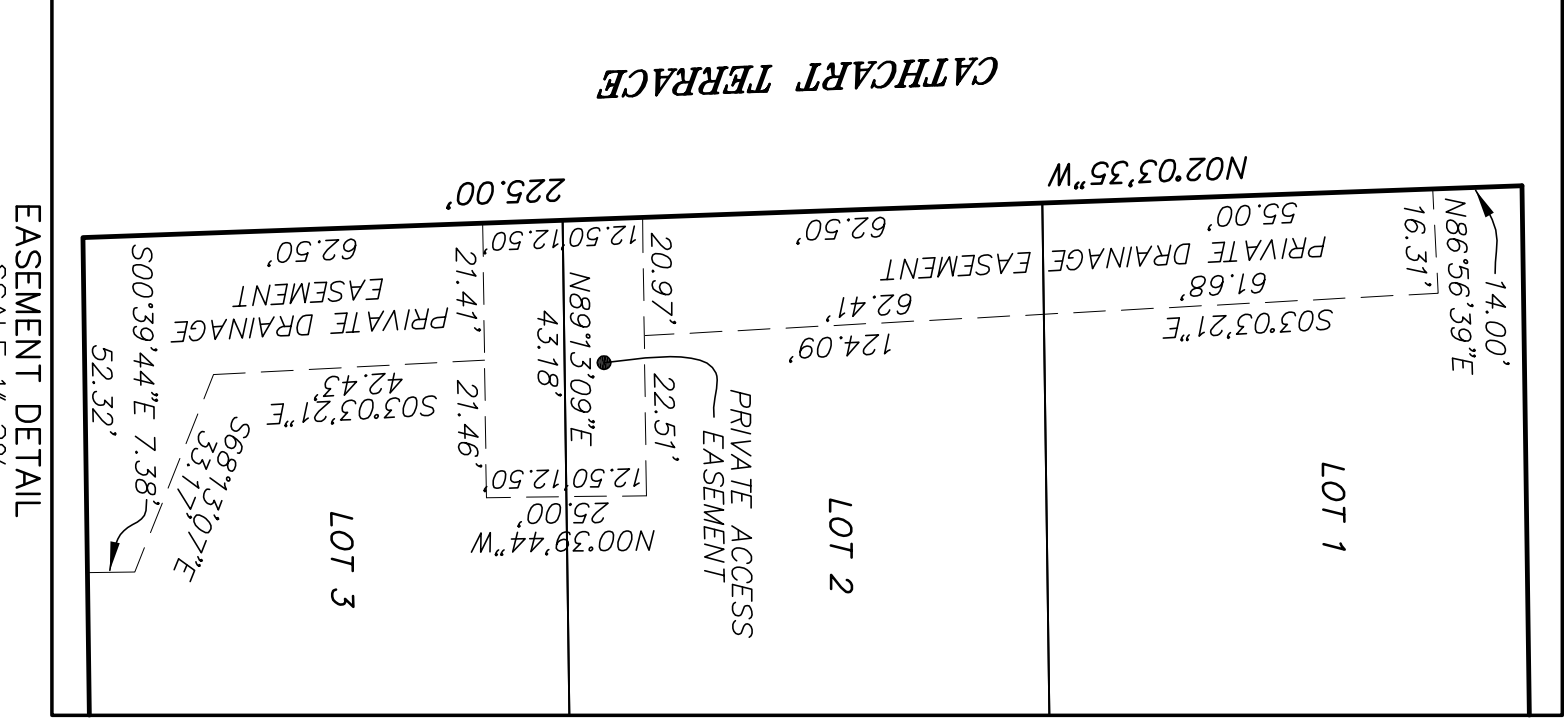 EASEMENT DETAIL
CATHCART TERRACE
N02°03'35"W
225.00'
14.00'
N86°56'39"E
16.31'
55.00'
PRIVATE DRAINAGE EASEMENT
61.68'
S03°03'21"E
62.50'
62.41'
124.09'
20.97'
22.51'
12.50'
12.50'
N89°13'09"E
43.18'
PRIVATE ACCESS
EASEMENT
12.50'
12.50'
25.00'
N00°39'44"W
21.41'
21.46'
62.50'
PRIVATE DRAINAGE
EASEMENT
42.43'
S03°03'21"E
S68°13'07"E
33.17'
S00°39'44"E 7.38'
52.32'
LOT 1
LOT 2
LOT 3